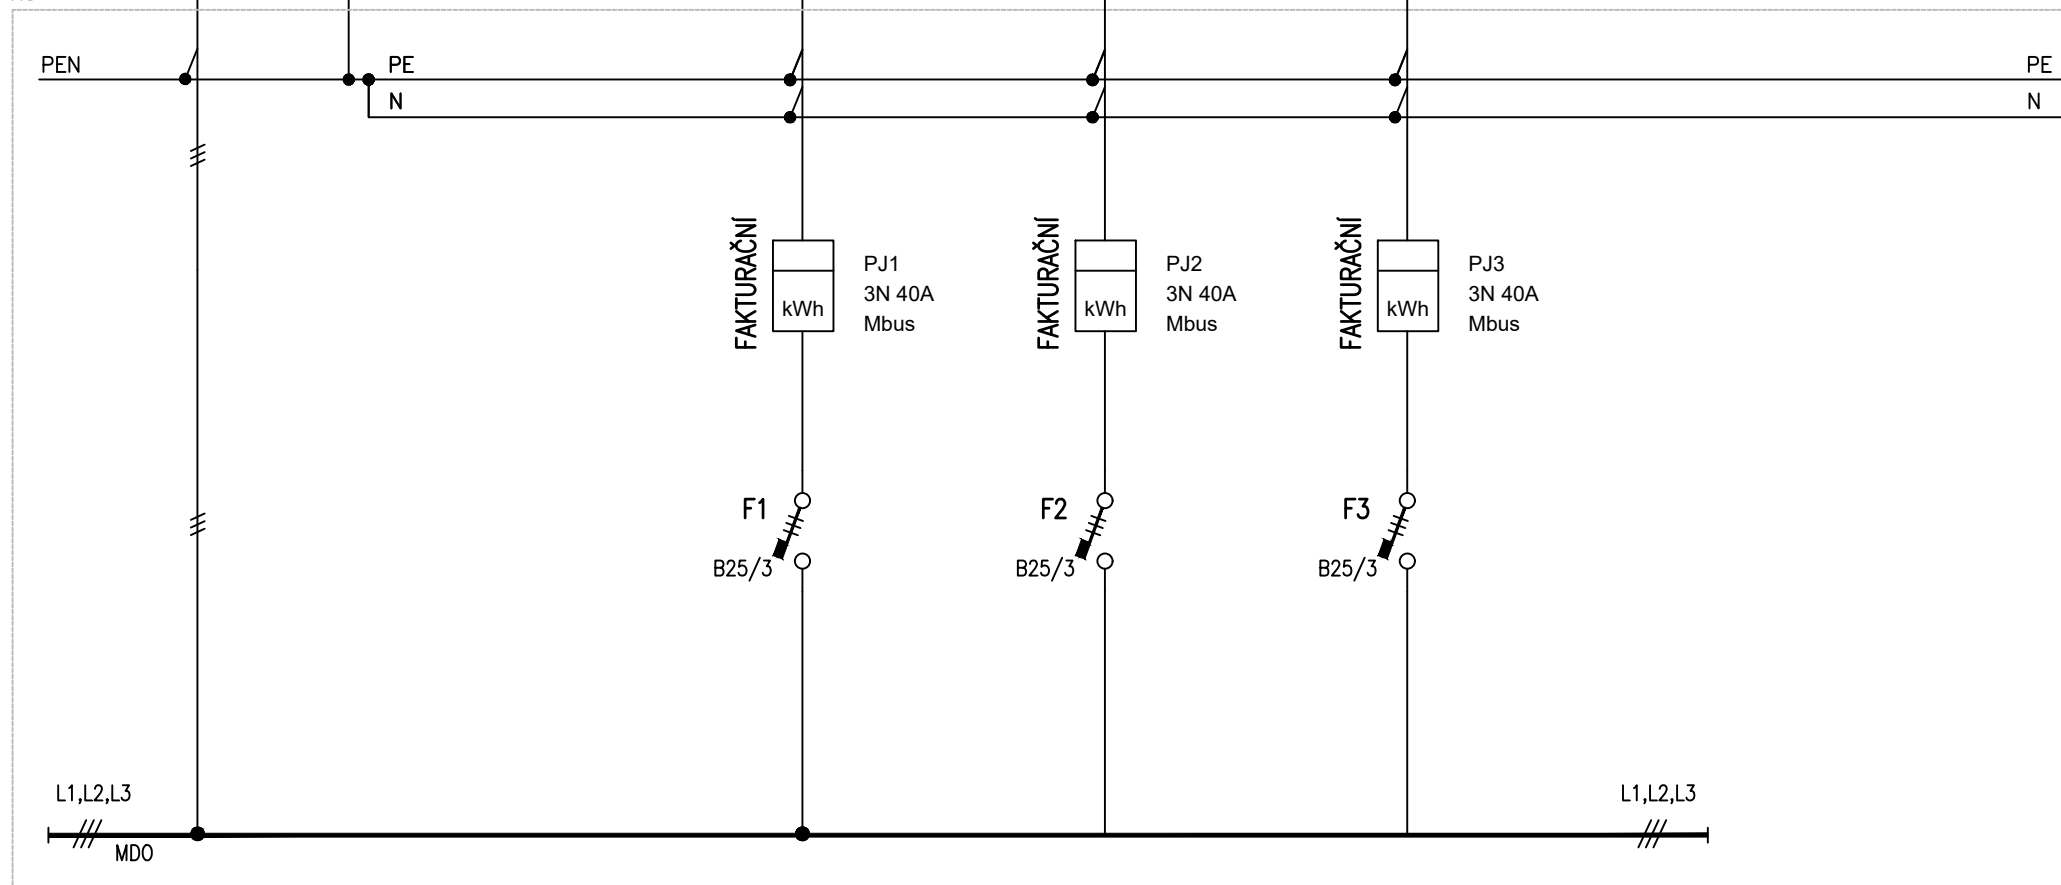 PEN
PE
PE
N
N
FAKTURAČNÍ
PJ1
3N 40A
Mbus
kWh
FAKTURAČNÍ
PJ2
3N 40A
Mbus
kWh
FAKTURAČNÍ
PJ3
3N 40A
Mbus
kWh
F1
B25/3
F2
B25/3
F3
B25/3
L1,L2,L3
L1,L2,L3
MDO